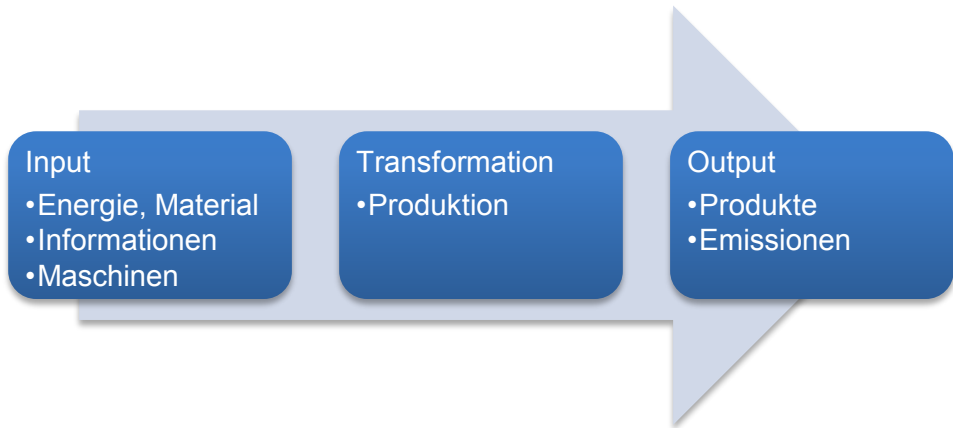 Input
•Energie, Material
•Informationen
•Maschinen
Transformation
•Produktion
Output
•Produkte
•Emissionen